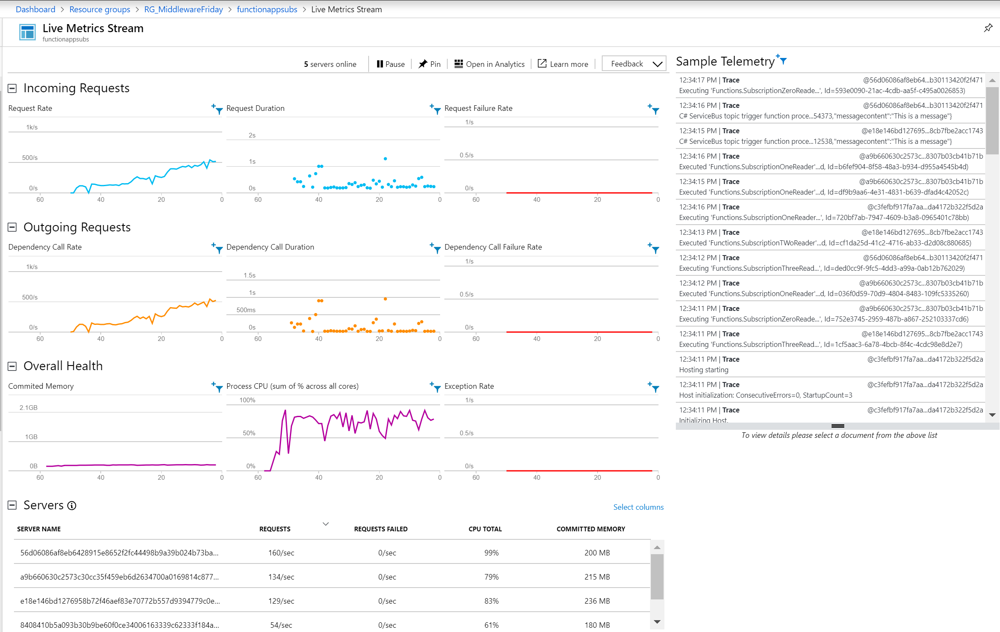 Dashboard > Resource groups > RG_MiddlewareFriday > functionappsubs > Live Metrics Stream
Live Metrics Stream
functionappsubs
5 servers online
Pause
Pin
Open in Analytics
Learn more
Feedback
Incoming Requests
Request Rate
1k/s
500/s
0/s
60 40 20 0
Request Duration
2s
1s
0s
60 40 20 0
Request Failure Rate
1/s
0.5/s
0/s
60 40 20 0
Outgoing Requests
Dependency Call Rate
1k/s
500/s
0/s
60 40 20 0
Dependency Call Duration
1.5s
1s
500ms
0s
60 40 20 0
Dependency Call Failure Rate
1/s
0.5/s
0/s
60 40 20 0
Overall Health
Commited Memory
2.1GB
1GB
0B
60 40 20 0
Process CPU (sum of % across all cores)
100%
50%
0%
60 40 20 0
Exception Rate
1/s
0.5/s
0/s
60 40 20 0
Servers
Select columns
SERVER NAME REQUESTS REQUESTS FAILED CPU TOTAL COMMITTED MEMORY
56d06086af8eb6428915e8652f2fc44498b9a39b024b73ba... 160/sec 0/sec 99% 200 MB
a9b660630c2573c30cc35f459eb6d2634700a0169814c877... 134/sec 0/sec 79% 215 MB
e18e146bd1276958b72f46aef83e70772b557d9394779c0e... 129/sec 0/sec 83% 236 MB
8408410b5a093b30b9be60f0ce34006163339c62333f184a... 54/sec 0/sec 61% 180 MB
Sample Telemetry
12:34:17 PM | Trace @56d06086af8eb64...b30113420f2f471
Executing 'Functions.SubscriptionZeroReade...', Id=593e0090-21ac-4cdb-aa5f-c495a0026853)
12:34:16 PM | Trace @56d06086af8eb64...b30113420f2f471
C# ServiceBus topic trigger function proce...54373,"messagecontent":"This is a message"}
12:34:15 PM | Trace @e18e146bd127695...8cb7fbe2acc1743
C# ServiceBus topic trigger function proce...12538,"messagecontent":"This is a message"}
12:34:16 PM | Trace @a9b660630c2573c...8307b03cb41b71b
Executed 'Functions.SubscriptionOneReader'...d, Id=b6fef904-8f58-48a3-b934-d955a4545b4d)
12:34:15 PM | Trace @a9b660630c2573c...8307b03cb41b71b
Executed 'Functions.SubscriptionOneReader'...d, Id=df9b9aa6-4e31-4831-b639-dfad4c42052c)
12:34:16 PM | Trace @c3fefbf917fa7aa...da4172b322f5d2a
Executing 'Functions.SubscriptionOneReader...', Id=720bf7ab-7947-4609-b3a8-0965401c78bb)
12:34:13 PM | Trace @e18e146bd127695...8cb7fbe2acc1743
Executed 'Functions.SubscriptionTWoReader'...d, Id=cf1da25d-41c2-4716-ab33-d2d08c880685)
12:34:12 PM | Trace @56d06086af8eb64...b30113420f2f471
Executing 'Functions.SubscriptionThreeRead...', Id=ded0cc9f-9fc5-4dd3-a99a-0ab12b762029)
12:34:12 PM | Trace @a9b660630c2573c...8307b03cb41b71b
Executed 'Functions.SubscriptionOneReader'...d, Id=036f0d59-70d9-4804-8483-109fc5335260)
12:34:11 PM | Trace @a9b660630c2573c...8307b03cb41b71b
Executing 'Functions.SubscriptionZeroReade...', Id=752e3745-2959-487b-a867-252103337cd6)
12:34:11 PM | Trace @e18e146bd127695...8cb7fbe2acc1743
Executing 'Functions.SubscriptionThreeRead...', Id=1cf5aac3-6a78-4bcb-8f4c-4cdc98e8d2e7)
12:34:11 PM | Trace @c3fefbf917fa7aa...da4172b322f5d2a
Hosting starting
12:34:11 PM | Trace @c3fefbf917fa7aa...da4172b322f5d2a
Host initialization: ConsecutiveErrors=0, StartupCount=3
12:34:11 PM | Trace @c3fefbf917fa7aa...da4172b322f5d2a
Initializing Host.
To view details please select a document from the above list